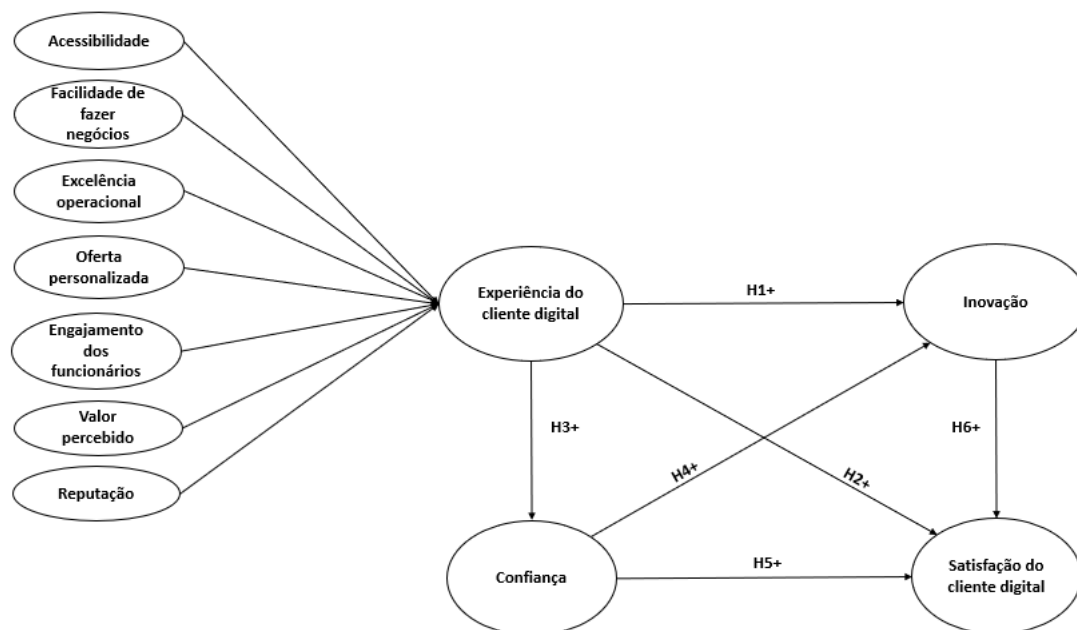 Acessibilidade
Facilidade de
fazer
negócios
Excelência
operacional
Oferta
personalizada
Engajamento
dos
funcionários
Valor
percebido
Reputação
Experiência do
cliente digital
H1+
Inovação
H3+
H4+
H2+
H6+
Confiança
H5+
Satisfação do
cliente digital